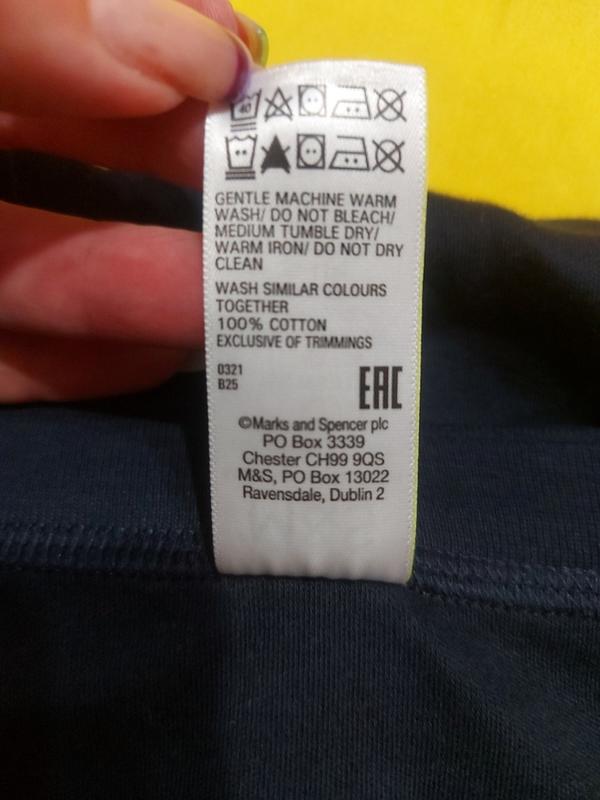 40
GENTLE MACHINE WARM
WASH/ DO NOT BLEACH/
MEDIUM TUMBLE DRY/
WARM IRON/ DO NOT DRY
CLEAN
WASH SIMILAR COLOURS
TOGETHER
100% COTTON
EXCLUSIVE OF TRIMMINGS
0321
B25
EAC
©Marks and Spencer plc
PO Box 3339
Chester CH99 9QS
M&S, PO Box 13022
Ravensdale, Dublin 2